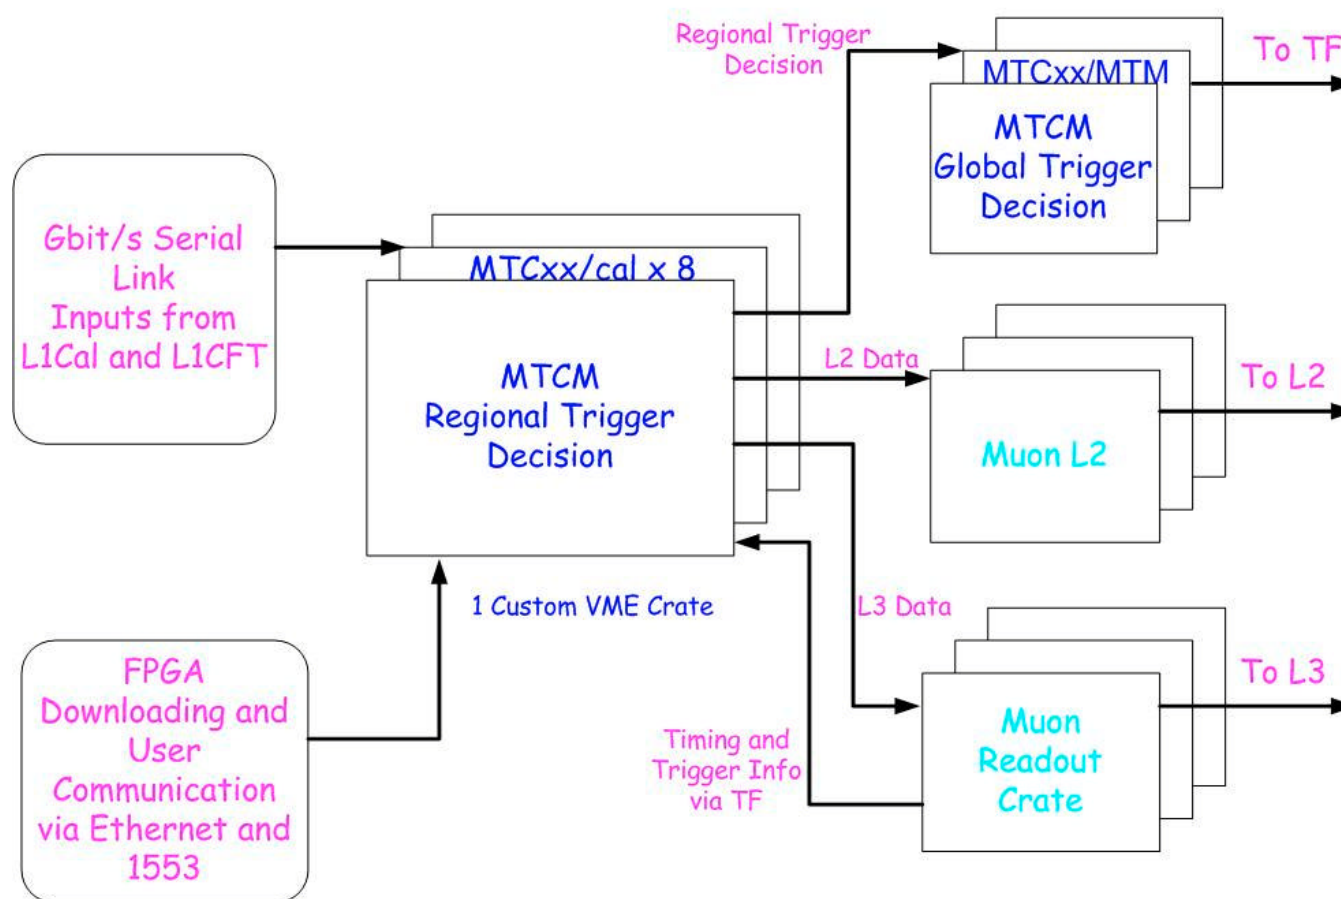 Regional Trigger
Decision
To TF
MTCxx/MTM
MTCM
Global Trigger
Decision
Gbit/s Serial
Link
Inputs from
L1Cal and L1CFT
MTCxx/cal x 8
MTCM
Regional Trigger
Decision
L2 Data
To L2
Muon L2
1 Custom VME Crate
L3 Data
To L3
FPGA
Downloading and
User
Communication
via Ethernet and
1553
Timing and
Trigger Info
via TF
Muon
Readout
Crate